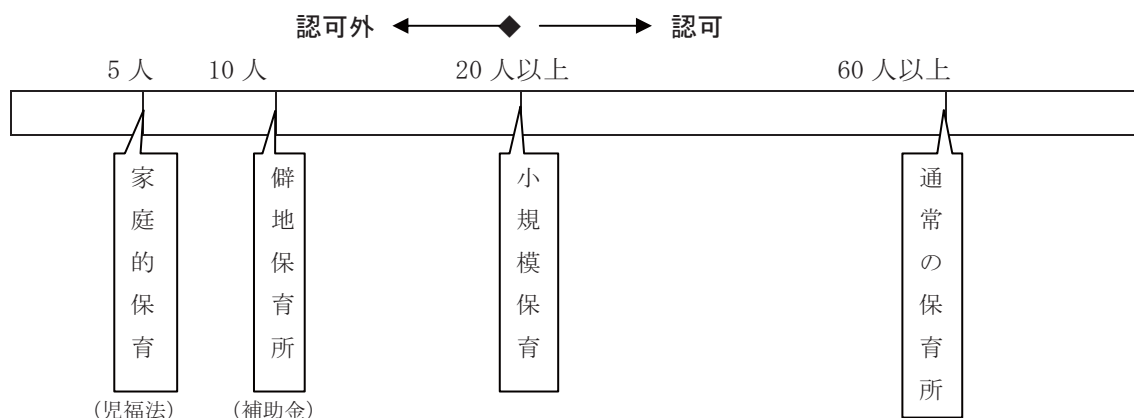 認可外 認可
5人 10人 20人以上 60人以上
家庭的保育
僻地保育所
小規模保育
通常の保育所
(児福法) (補助金)